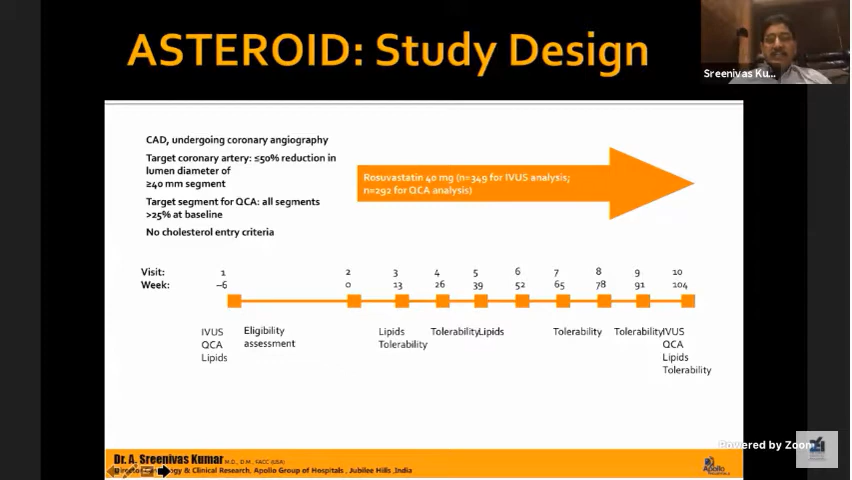 ASTEROID: Study Design
Sreenivas Ku...
CAD, undergoing coronary angiography
Target coronary artery: ≤50% reduction in
lumen diameter of
≥40 mm segment
Target segment for QCA: all segments
>25% at baseline
No cholesterol entry criteria
Rosuvastatin 40 mg (n=349 for IVUS analysis;
n=292 for QCA analysis)
Visit: 1 2 3 4 5 6 7 8 9 10
Week: –6 0 13 26 39 52 65 78 91 104
IVUS
QCA
Lipids
Eligibility
assessment
Lipids
Tolerability
Tolerability
Lipids
Tolerability
Tolerability
IVUS
QCA
Lipids
Tolerability
Powered by Zoom
Dr. A. Sreenivas Kumar M.D., D.M, FACC (USA)
& Clinical Research, Apollo Group of Hospitals, Jubilee Hills, India
Apollo